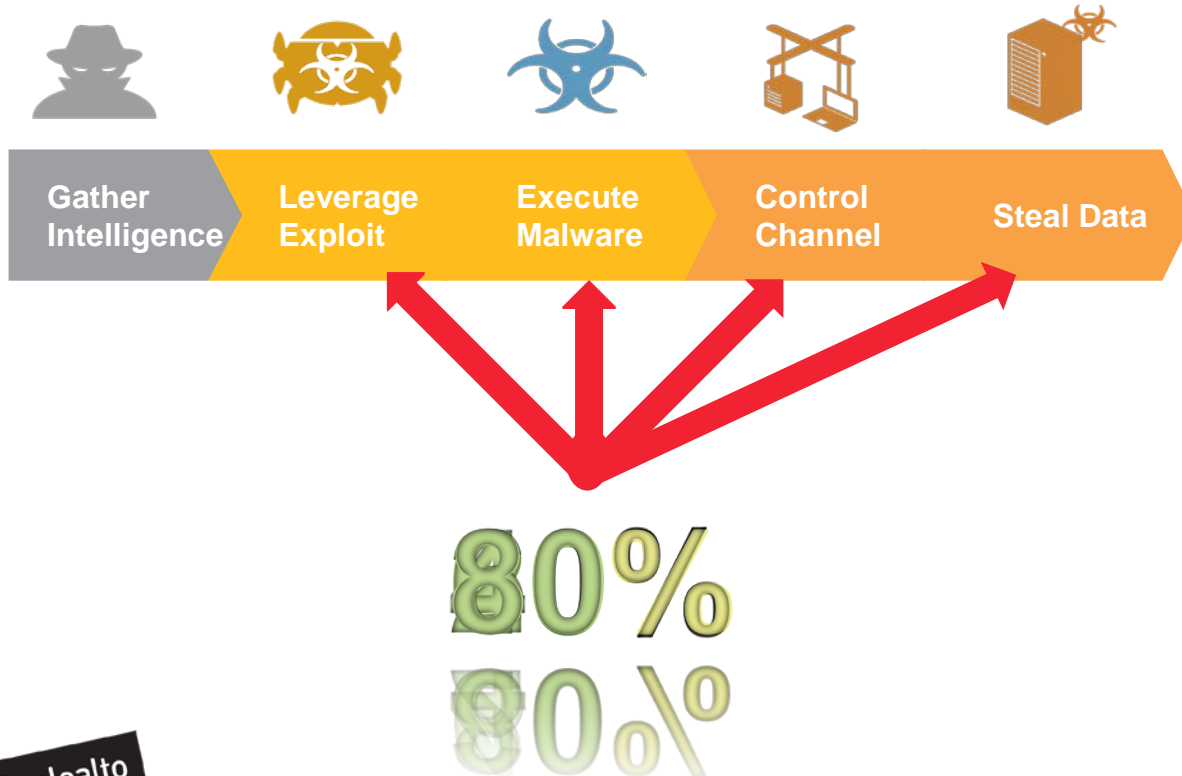 Gather
Intelligence
Leverage
Exploit
Execute
Malware
Control
Channel
Steal Data
80%